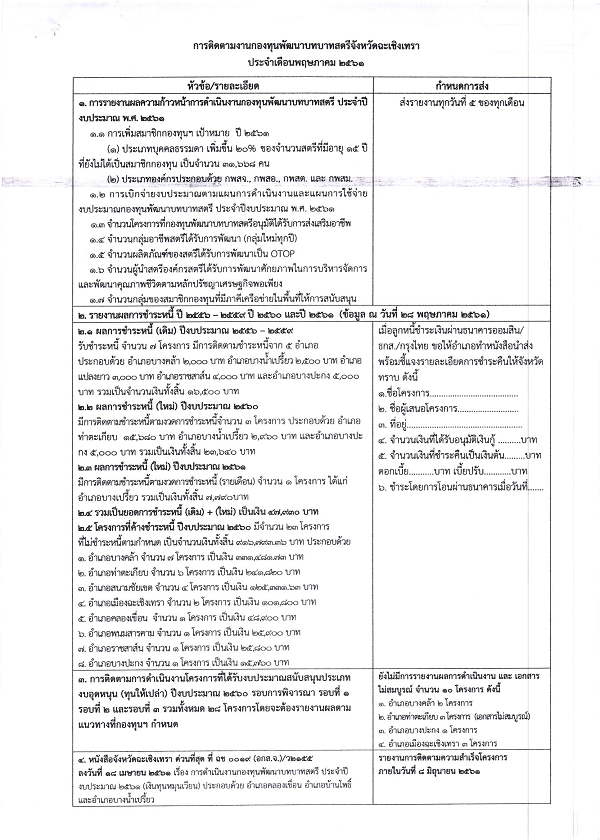 การติดตามงานกองทุนพัฒนาบทบาทสตรีจังหวัดฉะเชิงเทรา
ประจำเดือนพฤษภาคม ๒๕๖๑
หัวข้อ/รายละเอียด
กำหนดการส่ง
๑. การรายงานผลความก้าวหน้าการดำเนินงานกองทุนพัฒนาบทบาทสตรี ประจำปี
งบประมาณ พ.ศ. ๒๕๖๑
๑.๑ การเพิ่มสมาชิกกองทุนฯ เป้าหมาย ปี ๒๕๖๑
(๑) ประเภทบุคคลธรรมดา เพิ่มขึ้น ๒๐% ของจำนวนสตรีที่มีอายุ ๑๕ ปี
ที่ยังไม่ได้เป็นสมาชิกกองทุน เป็นจำนวน ๓๑,๖๖๘ คน
(๒) ประเภทองค์กรประกอบด้วย กพสจ., กพสอ., กพสต. และ กพสม.
๑.๒ การเบิกจ่ายงบประมาณตามแผนการดำเนินงานและแผนการใช้จ่าย
งบประมาณกองทุนพัฒนาบทบาทสตรี ประจำปีงบประมาณ พ.ศ. ๒๕๖๑
๑.๓ จำนวนโครงการที่กองทุนพัฒนาบทบาทสตรีอนุมัติได้รับการส่งเสริมอาชีพ
๑.๔ จำนวนกลุ่มอาชีพสตรีได้รับการพัฒนา (กลุ่มใหม่ทุกปี)
๑.๕ จำนวนผลิตภัณฑ์ของสตรีได้รับการพัฒนาเป็น OTOP
๑.๖ จำนวนผู้นำสตรีองค์กรสตรีได้รับการพัฒนาศักยภาพในการบริหารจัดการ
และพัฒนาคุณภาพชีวิตตามหลักปรัชญาเศรษฐกิจพอเพียง
๑.๗ จำนวนกลุ่มของสมาชิกกองทุนที่มีภาคีเครือข่ายในพื้นที่ให้การสนับสนุน
ส่งรายงานทุกวันที่ ๕ ของทุกเดือน
๒. รายงานผลการชำระหนี้ ปี ๒๕๕๖ – ๒๕๕๙ ปี ๒๕๖๐ และปี ๒๕๖๑ (ข้อมูล ณ วันที่ ๒๘ พฤษภาคม ๒๕๖๑)
๒.๑ ผลการชำระหนี้ (เดิม) ปีงบประมาณ ๒๕๕๖ – ๒๕๕๙
รับชำระหนี้ จำนวน ๗ โครงการ มีการติดตามชำระหนี้จาก ๕ อำเภอ
ประกอบด้วย อำเภอบางคล้า ๒,๐๐๐ บาท อำเภอบางน้ำเปรี้ยว ๒,๕๐๐ บาท อำเภอ
แปลงยาว ๓,๐๐๐ บาท อำเภอราชสาส์น ๔,๐๐๐ บาท และอำเภอบางปะกง ๕,๐๐๐
บาท รวมเป็นจำนวนเงินทั้งสิ้น ๑๖,๕๐๐ บาท
๒.๒ ผลการชำระหนี้ (ใหม่) ปีงบประมาณ ๒๕๖๐
มีการติดตามชำระหนี้ตามงวดการชำระหนี้จำนวน ๓ โครงการ ประกอบด้วย อำเภอ
ท่าตะเกียบ ๑๕,๖๘๐ บาท อำเภอบางน้ำเปรี้ยว ๒,๙๖๐ บาท และอำเภอบางปะ
กง ๕,๐๐๐ บาท รวมเป็นเงินทั้งสิ้น ๒๓,๖๔๐ บาท
๒.๓ ผลการชำระหนี้ (ใหม่) ปีงบประมาณ ๒๕๖๑
มีการติดตามชำระหนี้ตามงวดการชำระหนี้ (รายเดือน) จำนวน ๑ โครงการ ได้แก่
อำเภอบางเปรี้ยว รวมเป็นเงินทั้งสิ้น ๗,๗๙๐บาท
๒.๔ รวมเป็นยอดการชำระหนี้ (เดิม) + (ใหม่) เป็นเงิน ๔๗,๙๓๐ บาท
๒.๕ โครงการที่ค้างชำระหนี้ ปีงบประมาณ ๒๕๖๐ มีจำนวน ๒๓ โครงการ
ที่ไม่ชำระหนี้ตามกำหนด เป็นจำนวนเงินทั้งสิ้น ๙๑๖,๗๙๓.๓๖ บาท ประกอบด้วย
๑. อำเภอบางคล้า จำนวน ๗ โครงการ เป็นเงิน ๓๓๑,๔๘๑.๗๓ บาท
๒. อำเภอท่าตะเกียบ จำนวน ๖ โครงการ เป็นเงิน ๒๔๑,๘๒๐ บาท
๓. อำเภอสนามชัยเขต จำนวน ๔ โครงการ เป็นเงิน ๑๒๕,๓๓๑.๖๓ บาท
๔. อำเภอเมืองฉะเชิงเทรา จำนวน ๒ โครงการ เป็นเงิน ๑๐๑,๘๐๐ บาท
๕. อำเภอคลองเขื่อน จำนวน ๑ โครงการ เป็นเงิน ๔๘,๙๐๐ บาท
๖. อำเภอพนมสารคาม จำนวน ๑ โครงการ เป็นเงิน ๒๕,๙๐๐ บาท
๗. อำเภอราชสาส์น จำนวน ๑ โครงการ เป็นเงิน ๒๕,๘๐๐ บาท
๘. อำเภอบางปะกง จำนวน ๑ โครงการ เป็นเงิน ๑๕,๗๖๐ บาท
เมื่อลูกหนี้ชำระเงินผ่านธนาคารออมสิน/
ธกส./กรุงไทย ขอให้อำเภอทำหนังสือนำส่ง
พร้อมชี้แจงรายละเอียดการชำระคืนให้จังหวัด
ทราบ ดังนี้
๑.ชื่อโครงการ...................................
๒. ชื่อผู้เสนอโครงการ........................
๓. ที่อยู่............................................
๔. จำนวนเงินที่ได้รับอนุมัติเงินกู้ .........บาท
๕. จำนวนเงินที่ชำระคืนเป็นเงินต้น........บาท
ดอกเบี้ย..........บาท เบี้ยปรับ..........บาท
๖. ชำระโดยการโอนผ่านธนาคารเมื่อวันที่.......
๓. การติดตามการดำเนินงานโครงการที่ได้รับงบประมาณสนับสนุนประเภท
งบอุดหนุน (ทุนให้เปล่า) ปีงบประมาณ ๒๕๖๐ รอบการพิจารณา รอบที่ ๑
รอบที่ ๒ และรอบที่ ๓ รวมทั้งหมด ๒๘ โครงการโดยจะต้องรายงานผลตาม
แนวทางที่กองทุนฯ กำหนด
ยังไม่มีการรายงานผลการดำเนินงาน และ เอกสาร
ไม่สมบูรณ์ จำนวน ๑๐ โครงการ ดังนี้
๑. อำเภอบางคล้า ๒ โครงการ
๒. อำเภอท่าตะเกียบ ๓ โครงการ (เอกสารไม่สมบูรณ์)
๓. อำเภอบางปะกง ๑ โครงการ
๔. อำเภอเมืองฉะเชิงเทรา ๓ โครงการ
๔. หนังสือจังหวัดฉะเชิงเทรา ด่วนที่สุด ที่ ฉช ๐๐๑๙ (อกส.จ.)/ว๒๑๕๕
ลงวันที่ ๑๘ เมษายน ๒๕๖๑ เรื่อง การดำเนินงานกองทุนพัฒนาบทบาทสตรี ประจำปี
งบประมาณ ๒๕๖๑ (เงินทุนหมุนเวียน) ประกอบด้วย อำเภอคลองเขื่อน อำเภอบ้านโพธิ์
และอำเภอบางน้ำเปรี้ยว
รายงานการติดตามความสำเร็จโครงการ
ภายในวันที่ ๘ มิถุนายน ๒๕๖๑